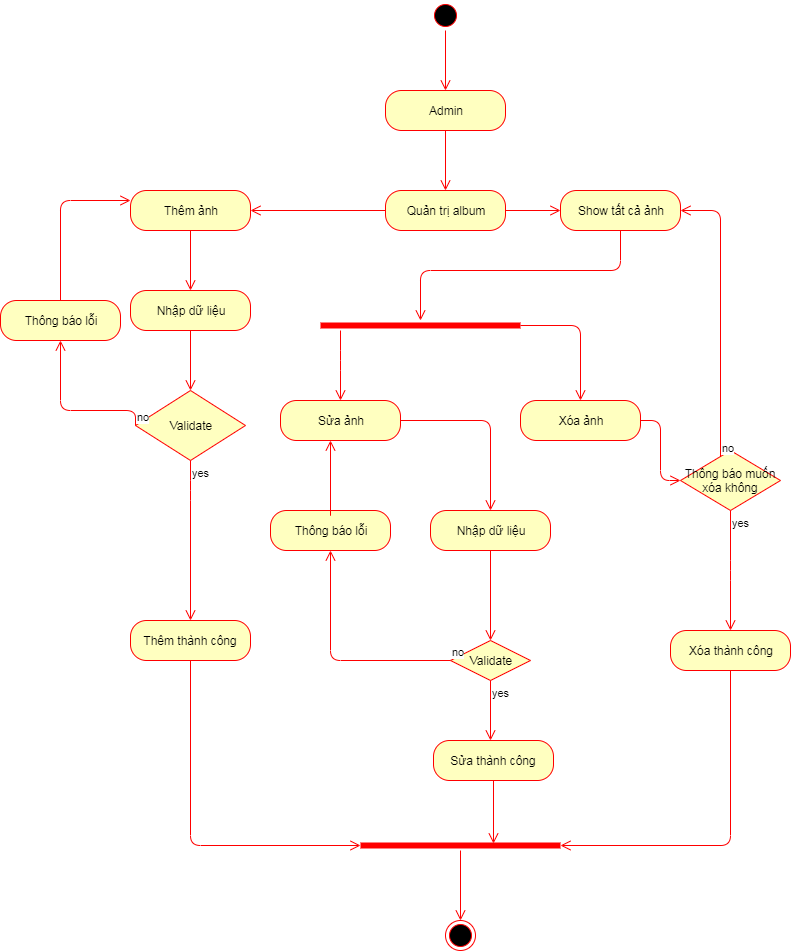 Admin
Thêm ảnh
Quản trị album
Show tất cả ảnh
Thông báo lỗi
Nhập dữ liệu
no
Validate
yes
Sửa ảnh
Xóa ảnh
no
Thông báo muốn
xóa không
yes
Thông báo lỗi
Nhập dữ liệu
Thêm thành công
no
Validate
yes
Xóa thành công
Sửa thành công